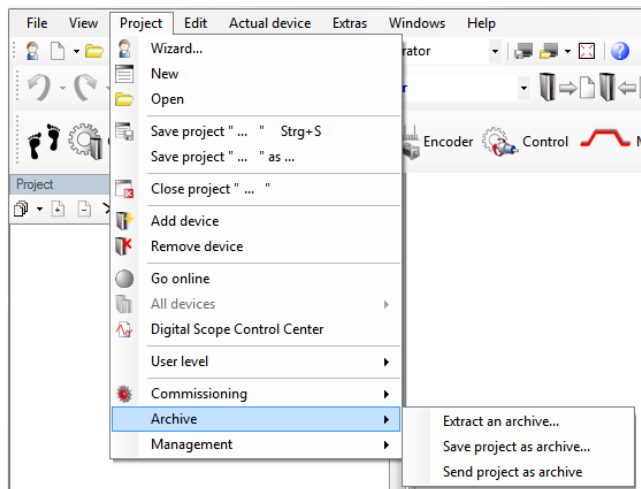 File View Project Edit Actual device Extras Windows Help
Wizard...
New
Open
Save project " ... " Strg+S
Save project " ... " as ...
Close project " ... "
Add device
Remove device
Go online
All devices
Digital Scope Control Center
User level
Commissioning
Archive
Management
Extract an archive...
Save project as archive...
Send project as archive
rator
r
Encoder Control M
Project